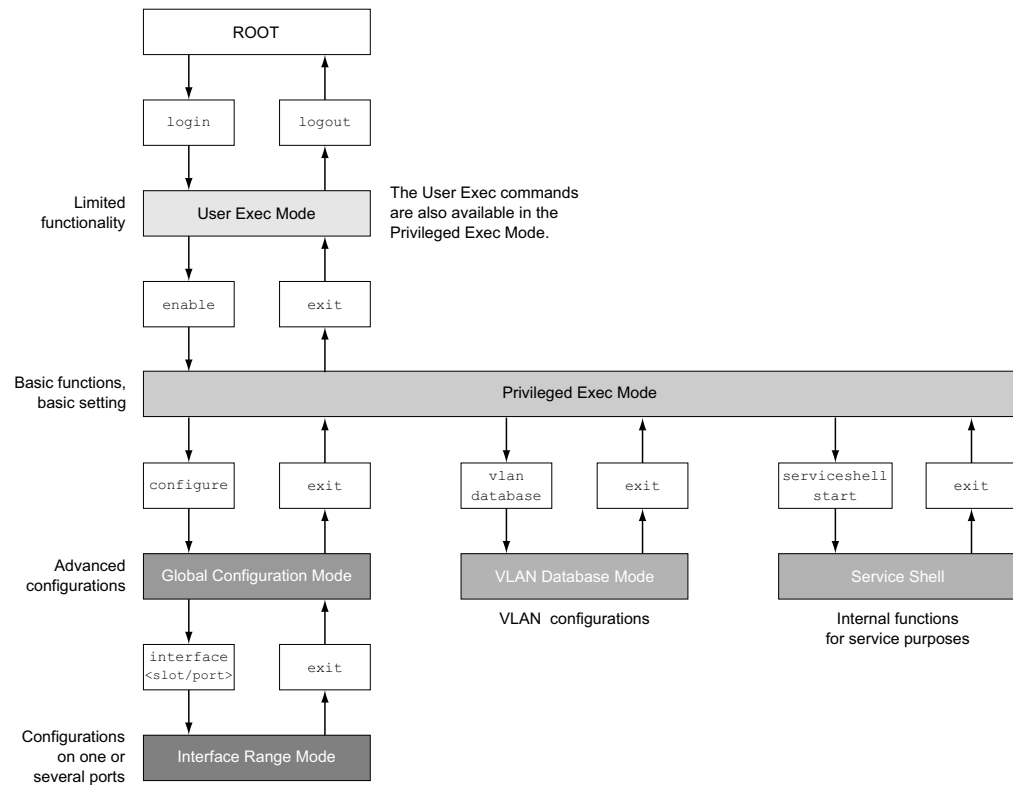 ROOT
login
logout
Limited
functionality
User Exec Mode
The User Exec commands
are also available in the
Privileged Exec Mode.
enable
exit
Basic functions,
basic setting
Privileged Exec Mode
configure
exit
vlan
database
exit
serviceshell
start
exit
Advanced
configurations
Global Configuration Mode
VLAN Database Mode
Service Shell
VLAN configurations
Internal functions
for service purposes
interface
<slot/port>
exit
Configurations
on one or
several ports
Interface Range Mode